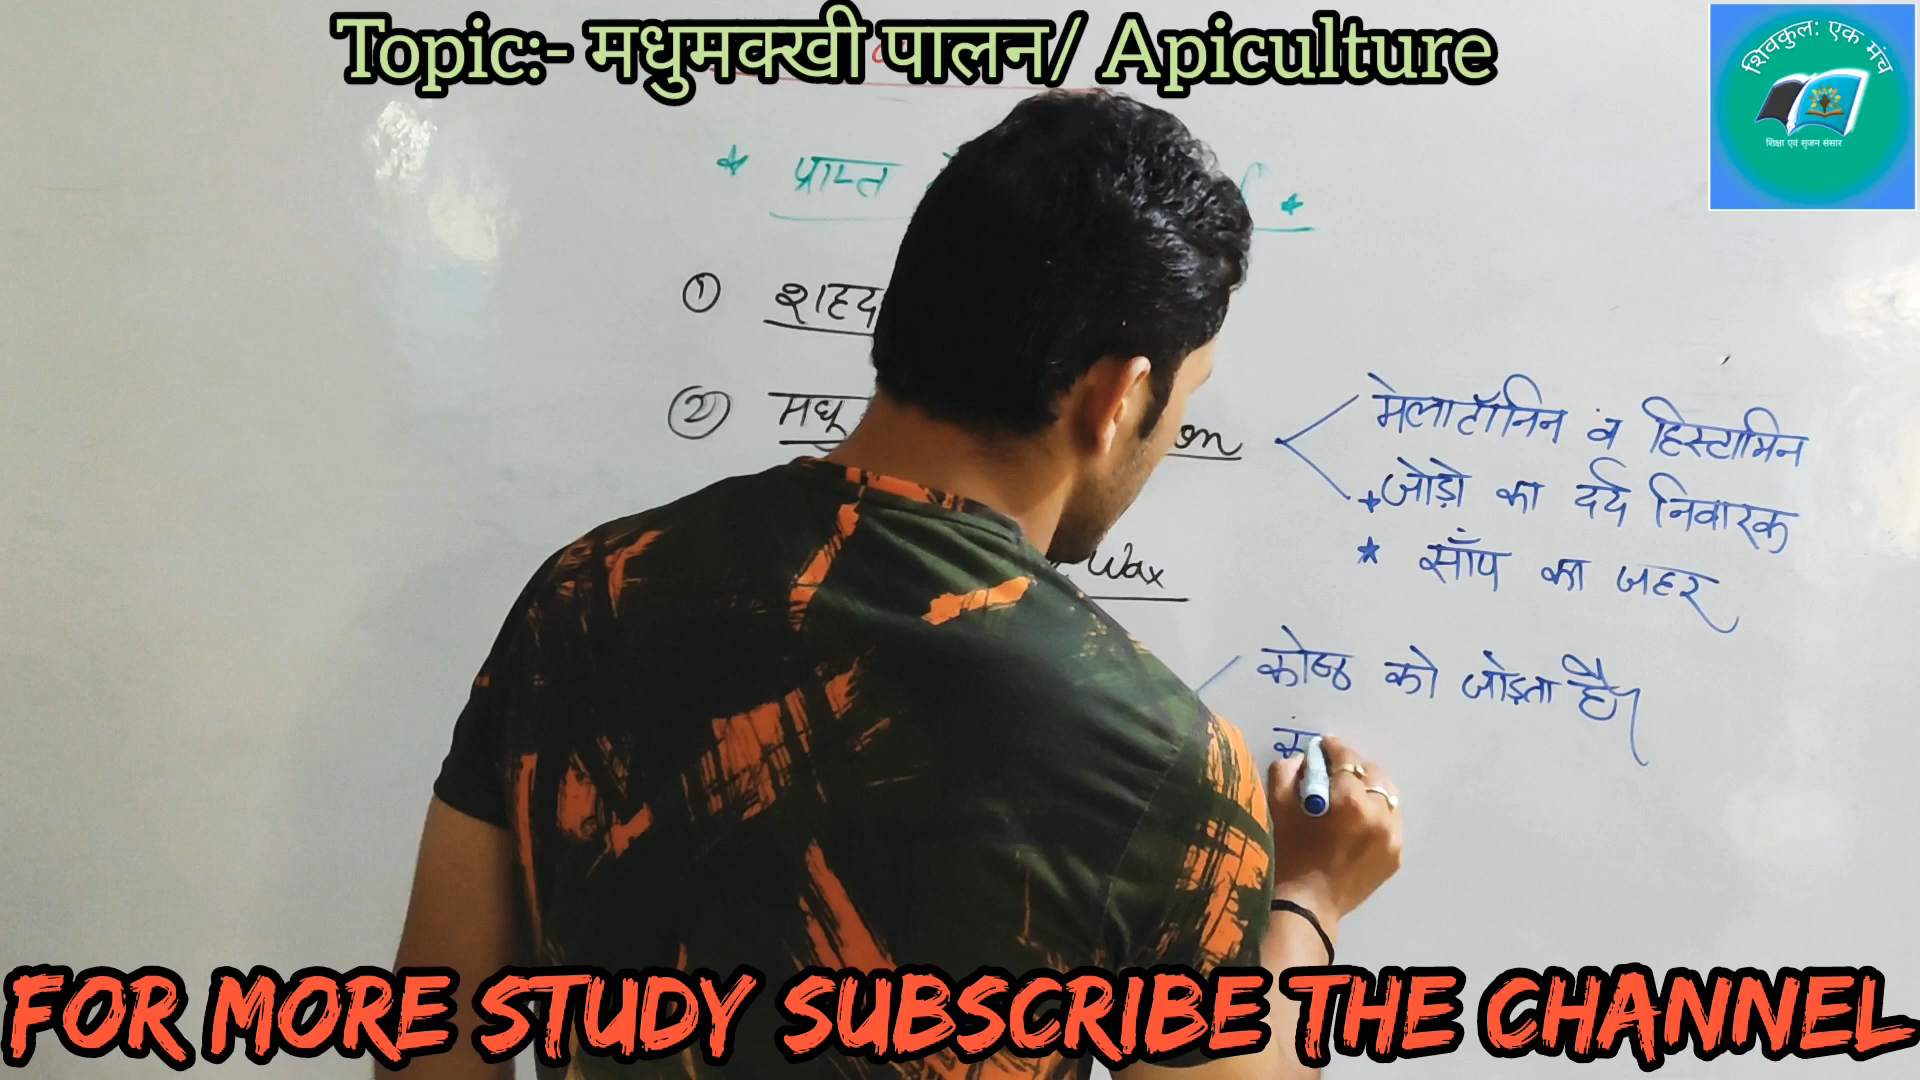 Topic:- मधुमक्खी पालन/ Apiculture
शिवकुल: एक मंच
शिक्षा एवं सृजन संसार
* प्राप्त *
① शहद
② मधु
मेलाटॉनिन व हिस्टामिन
* जोड़ो का दर्द निवारक
* साँप का जहर
Wax
कोष्ठ को जोड़ता है।
FOR MORE STUDY SUBSCRIBE THE CHANNEL